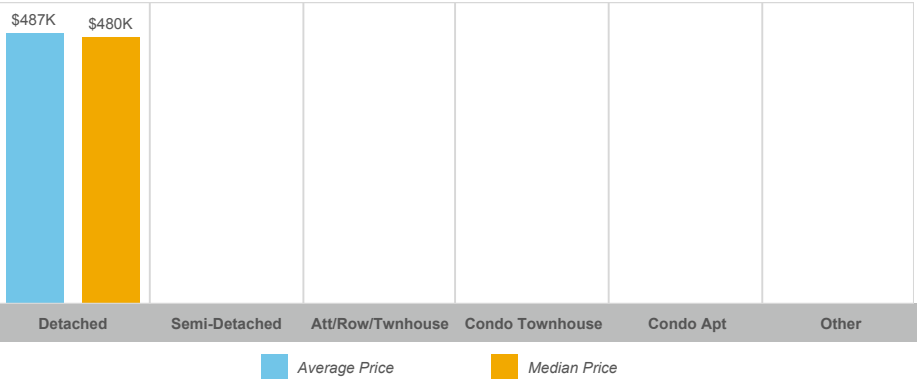 $487K
$480K
Detached Semi-Detached Att/Row/Twnhouse Condo Townhouse Condo Apt Other
Average Price Median Price